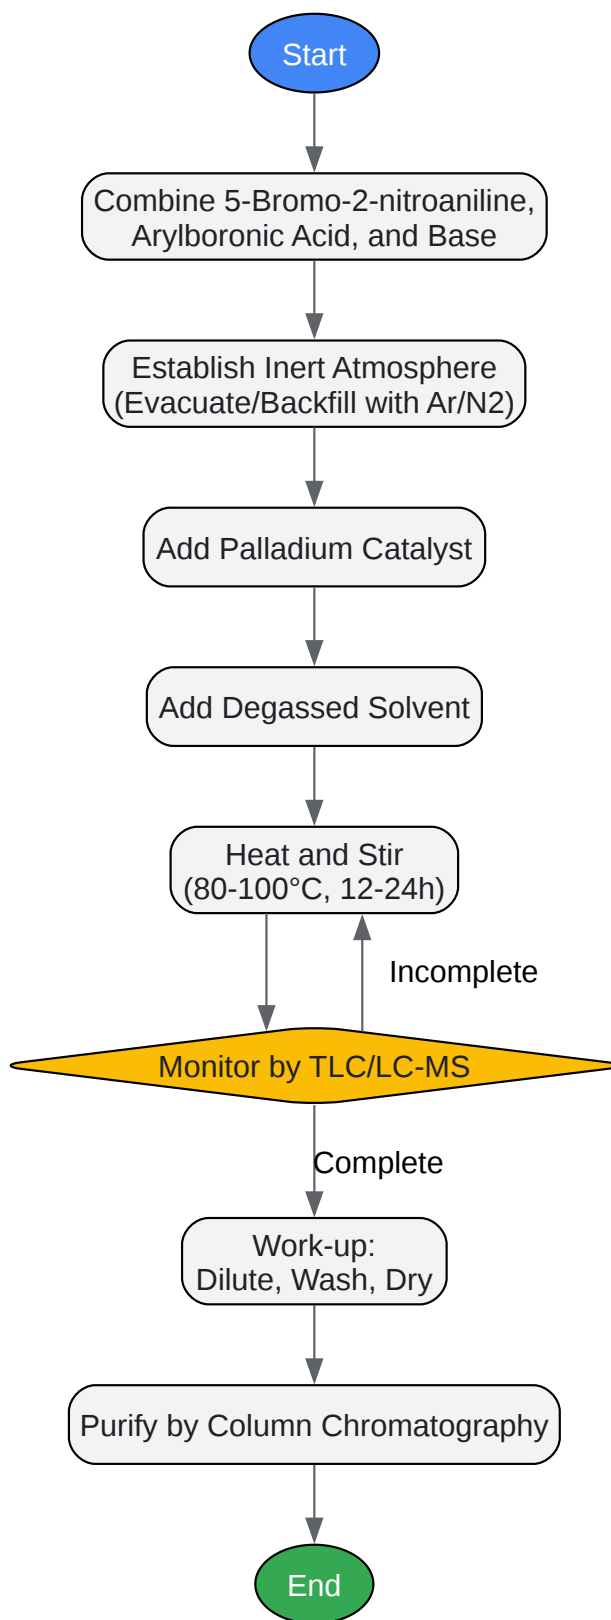 Start
Combine 5-Bromo-2-nitroaniline,
Arylboronic Acid, and Base
Establish Inert Atmosphere
(Evacuate/Backfill with Ar/N2)
Add Palladium Catalyst
Add Degassed Solvent
Heat and Stir
(80-100°C, 12-24h)
Incomplete
Monitor by TLC/LC-MS
Complete
Work-up:
Dilute, Wash, Dry
Purify by Column Chromatography
End